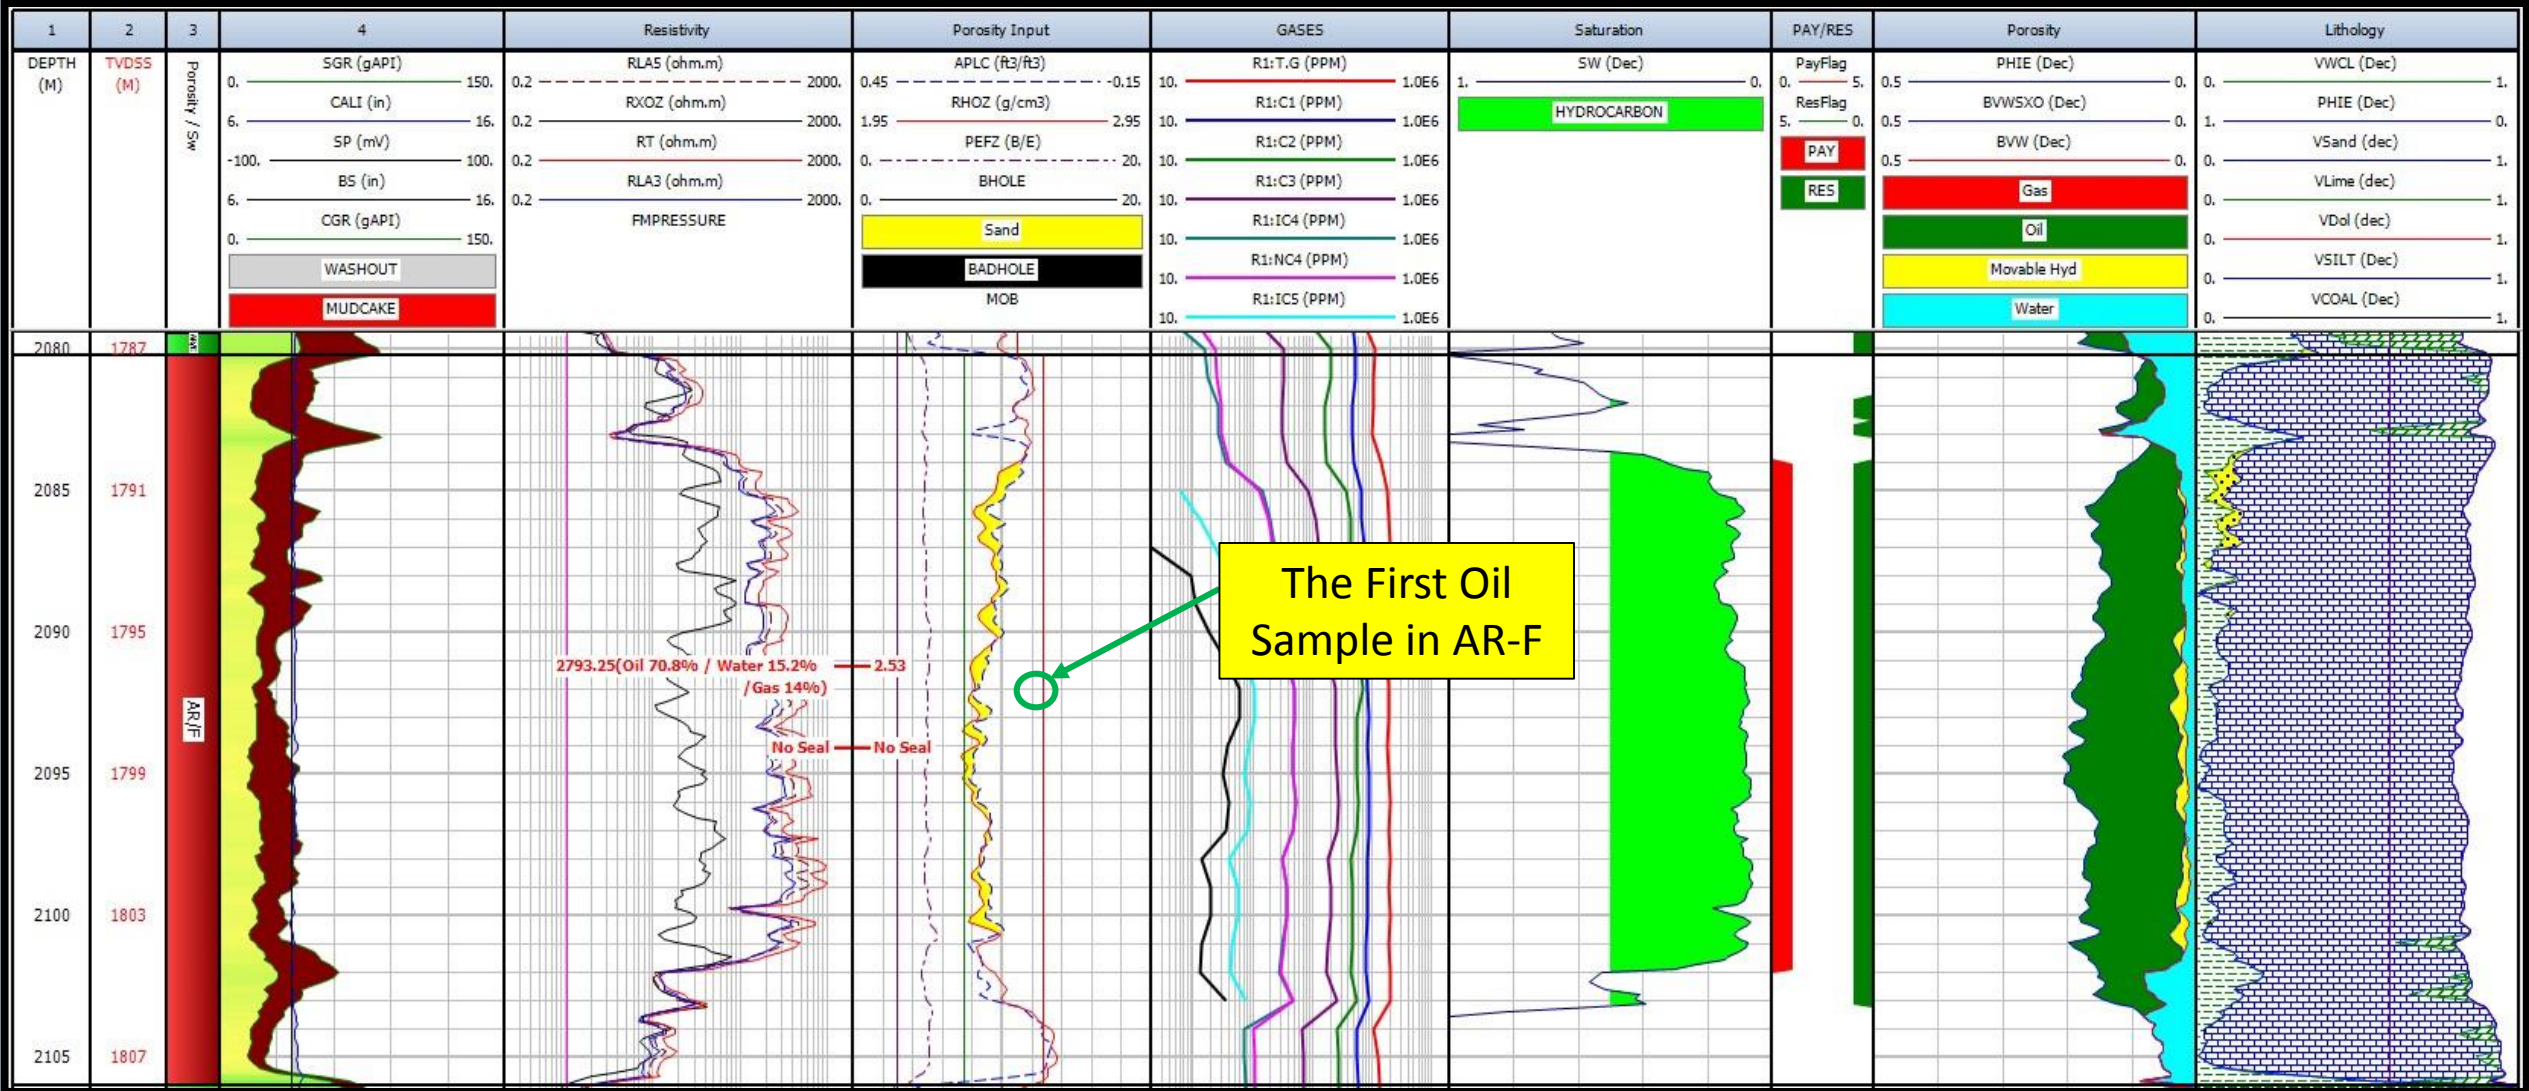 1 2 3 4 Resistivity Porosity Input GASES Saturation PAY/RES Porosity Lithology
DEPTH
(M)
TVDSS
(M)
Porosity / Sw
SGR (gAPI)
0. 150.
CALI (in)
6. 16.
SP (mV)
-100. 100.
BS (in)
6. 16.
CGR (gAPI)
0. 150.
WASHOUT
MUDCAKE
RLA5 (ohm.m)
0.2 2000.
RXOZ (ohm.m)
0.2 2000.
RT (ohm.m)
0.2 2000.
RLA3 (ohm.m)
0.2 2000.
FMPRESSURE
APLC (ft3/ft3)
0.45 -0.15
RHOZ (g/cm3)
1.95 2.95
PEFZ (B/E)
0. 20.
BHOLE
0. 20.
Sand
BADHOLE
MOB
R1:T.G (PPM)
10. 1.0E6
R1:C1 (PPM)
10. 1.0E6
R1:C2 (PPM)
10. 1.0E6
R1:C3 (PPM)
10. 1.0E6
R1:IC4 (PPM)
10. 1.0E6
R1:NC4 (PPM)
10. 1.0E6
R1:IC5 (PPM)
10. 1.0E6
SW (Dec)
1. 0.
HYDROCARBON
PayFlag
0. 5.
ResFlag
5. 0.
PAY
RES
PHIE (Dec)
0.5 0.
BVWSXO (Dec)
0.5 0.
BVW (Dec)
0.5 0.
Gas
Oil
Movable Hyd
Water
VWCL (Dec)
0. 1.
PHIE (Dec)
1. 0.
VSand (dec)
0. 1.
VLime (dec)
0. 1.
VDol (dec)
0. 1.
VSILT (Dec)
0. 1.
VCOAL (Dec)
0. 1.
2080 1787
2085 1791
2090 1795
2095 1799
2100 1803
2105 1807
AR/F
2793.25(Oil 70.8% / Water 15.2% 2.53
/Gas 14%)
No Seal No Seal
The First Oil
Sample in AR-F